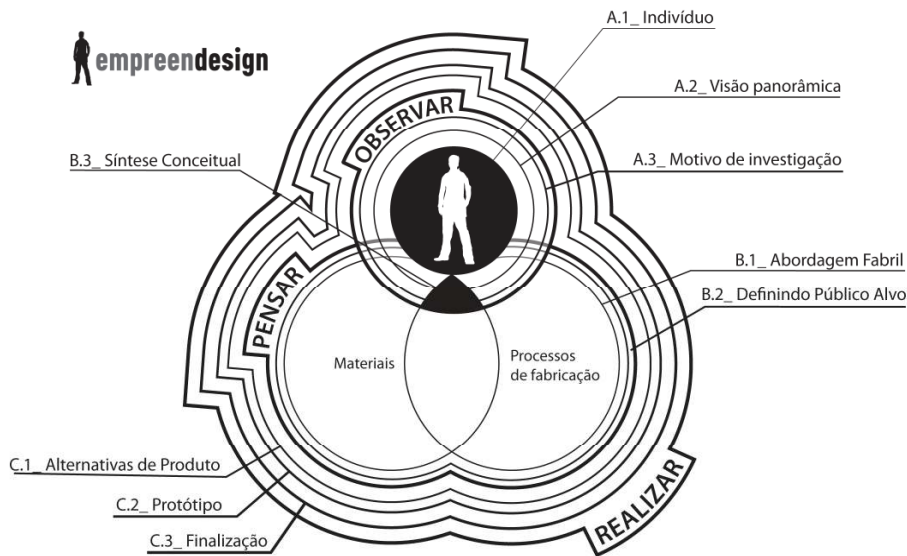 empreendesign
A.1_ Indivíduo
A.2_ Visão panorâmica
OBSERVAR
B.3_ Síntese Conceitual
A.3_ Motivo de investigação
B.1_ Abordagem Fabril
B.2_ Definindo Público Alvo
PENSAR
Materiais
Processos
de fabricação
C.1_ Alternativas de Produto
C.2_ Protótipo
C.3_ Finalização
REALIZAR